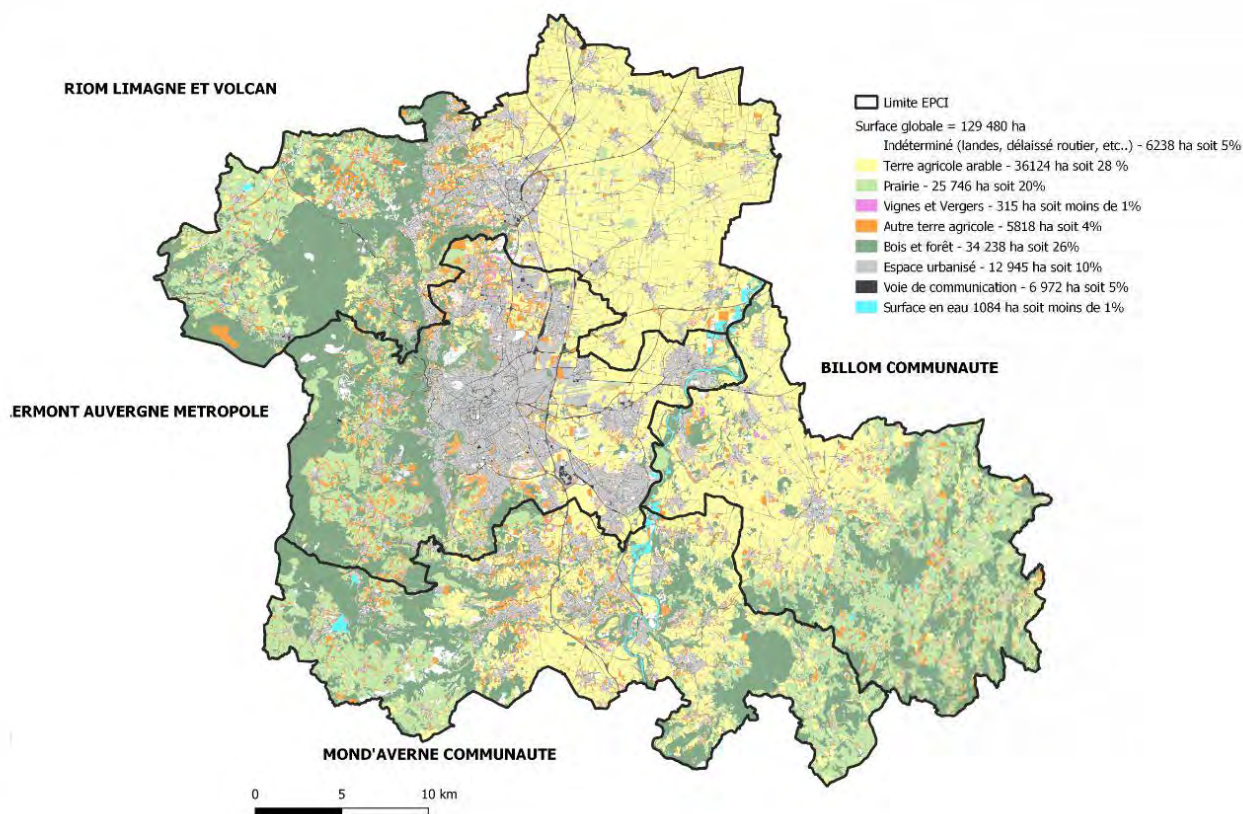 RIOM LIMAGNE ET VOLCAN
Limite EPCI
Surface globale = 129 480 ha
Indéterminé (landes, délaissé routier, etc..) - 6238 ha soit 5%
Terre agricole arable - 36124 ha soit 28 %
Prairie - 25 746 ha soit 20%
Vignes et Vergers - 315 ha soit moins de 1%
Autre terre agricole - 5818 ha soit 4%
Bois et forêt - 34 238 ha soit 26%
Espace urbanisé - 12 945 ha soit 10%
Voie de communication - 6 972 ha soit 5%
Surface en eau 1084 ha soit moins de 1%
BILLOM COMMUNAUTE
ERMONT AUVERGNE METROPOLE
MOND'AVERNE COMMUNAUTE
0 5 10 km